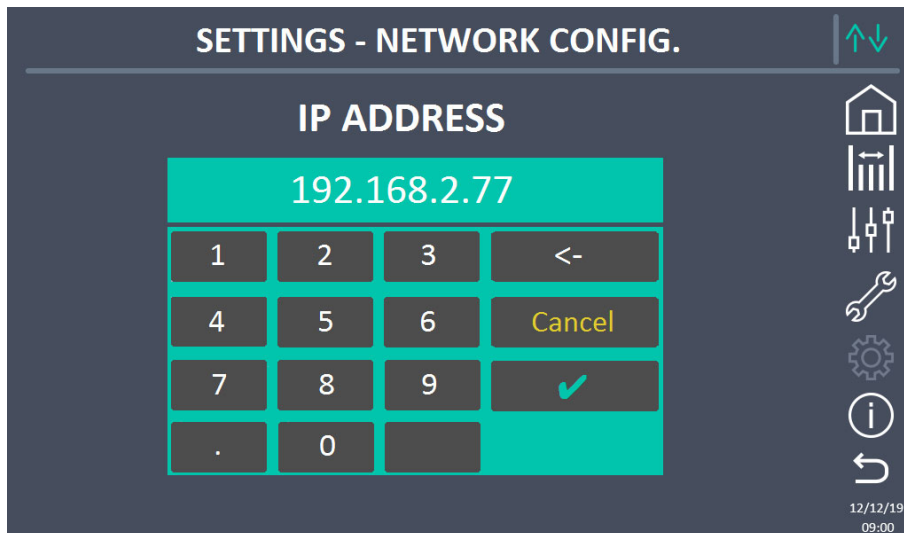 SETTINGS - NETWORK CONFIG.
IP ADDRESS
192.168.2.77
1 2 3 <-
4 5 6 Cancel
7 8 9 ✔
. 0
i
12/12/19
09:00